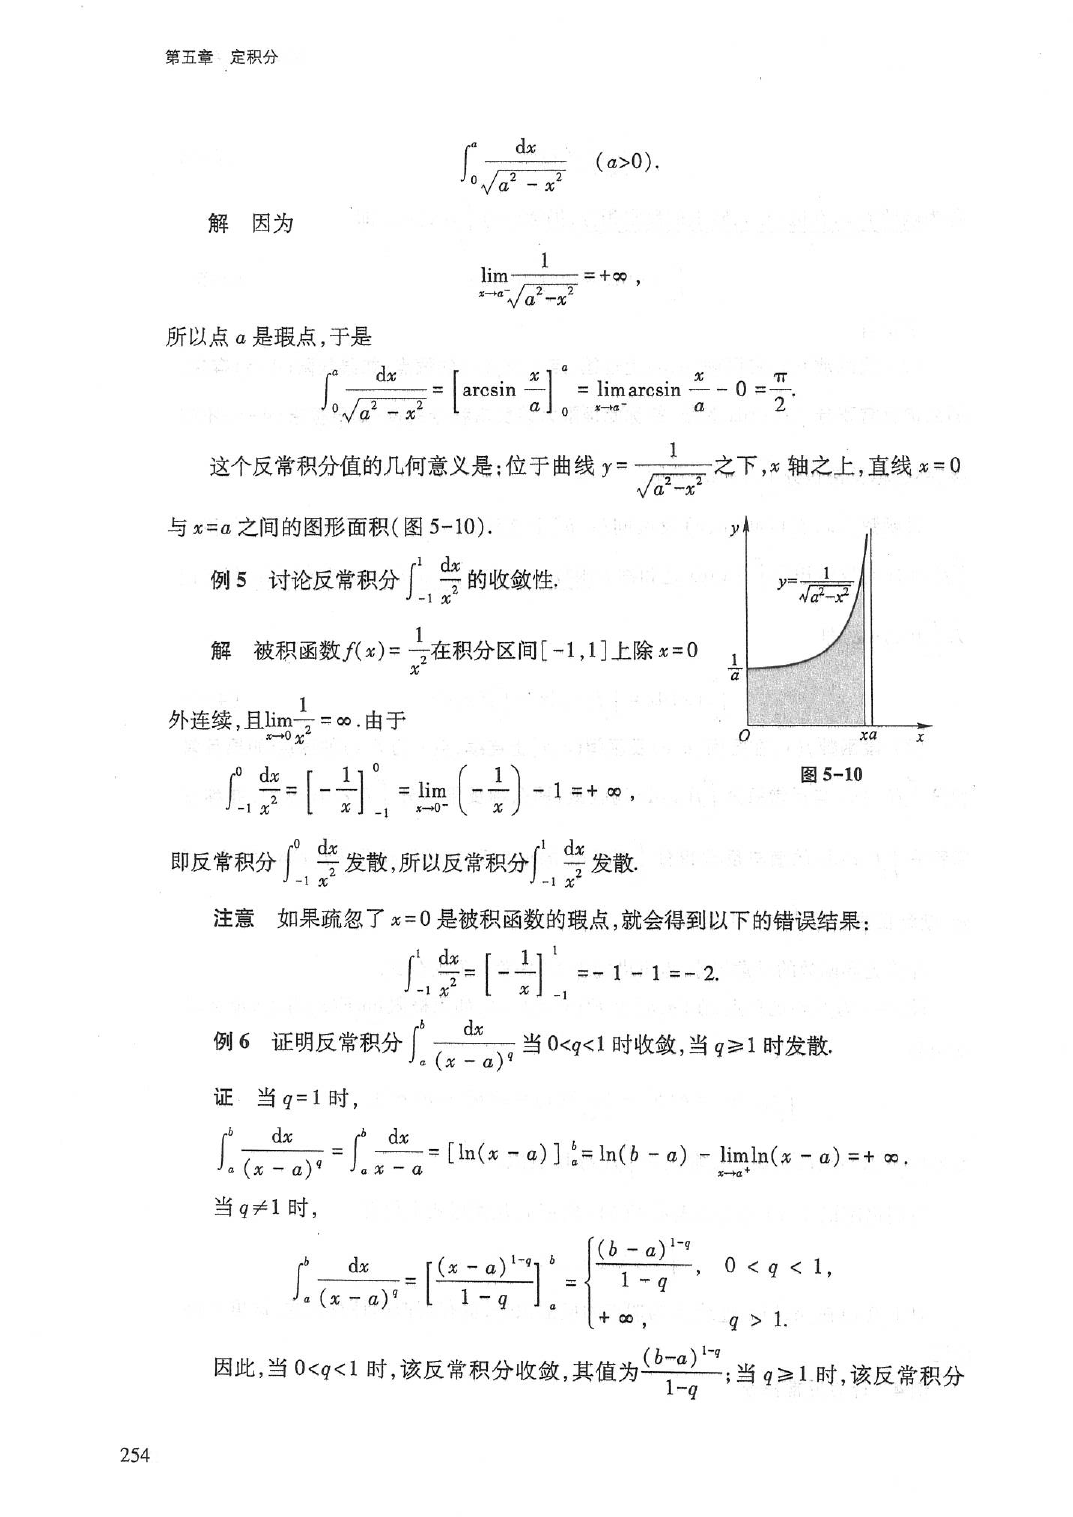 第五章 定积分
∫₀ᵃ dx/√(a² - x²) (a>0).
解 因为
lim_{x→a⁻} 1/√(a²-x²) = +∞,
所以点 a 是瑕点,于是
∫₀ᵃ dx/√(a² - x²) = [arcsin x/a]₀ᵃ = lim_{x→a⁻} arcsin x/a - 0 = π/2.
这个反常积分值的几何意义是:位于曲线 y = 1/√(a²-x²) 之下,x 轴之上,直线 x=0
与 x=a 之间的图形面积(图 5-10).
例 5 讨论反常积分 ∫₋₁¹ dx/x² 的收敛性.
解 被积函数 f(x) = 1/x² 在积分区间[-1,1]上除 x=0
外连续,且 lim_{x→0} 1/x² = ∞.由于
∫₋₁⁰ dx/x² = [-1/x]₋₁⁰ = lim_{x→0⁻} (-1/x) - 1 = +∞,
y
y=1/√(a²-x²)
1/a
O
x a
x
图 5-10
即反常积分 ∫₋₁⁰ dx/x² 发散,所以反常积分 ∫₋₁¹ dx/x² 发散.
注意 如果疏忽了 x=0 是被积函数的瑕点,就会得到以下的错误结果:
∫₋₁¹ dx/x² = [-1/x]₋₁¹ = -1 - 1 = -2.
例 6 证明反常积分 ∫ₐᵇ dx/(x - a)^q 当 0<q<1 时收敛,当 q⩾1 时发散.
证 当 q=1 时,
∫ₐᵇ dx/(x - a)^q = ∫ₐᵇ dx/(x - a) = [ln(x - a)]ₐᵇ = ln(b - a) - lim_{x→a⁺} ln(x - a) = +∞.
当 q≠1 时,
∫ₐᵇ dx/(x - a)^q = [(x - a)^{1-q}/(1 - q)]ₐᵇ = { (b - a)^{1-q}/(1 - q), 0 < q < 1,
+∞, q > 1.
因此,当 0<q<1 时,该反常积分收敛,其值为 (b-a)^{1-q}/(1-q);当 q⩾1 时,该反常积分
254